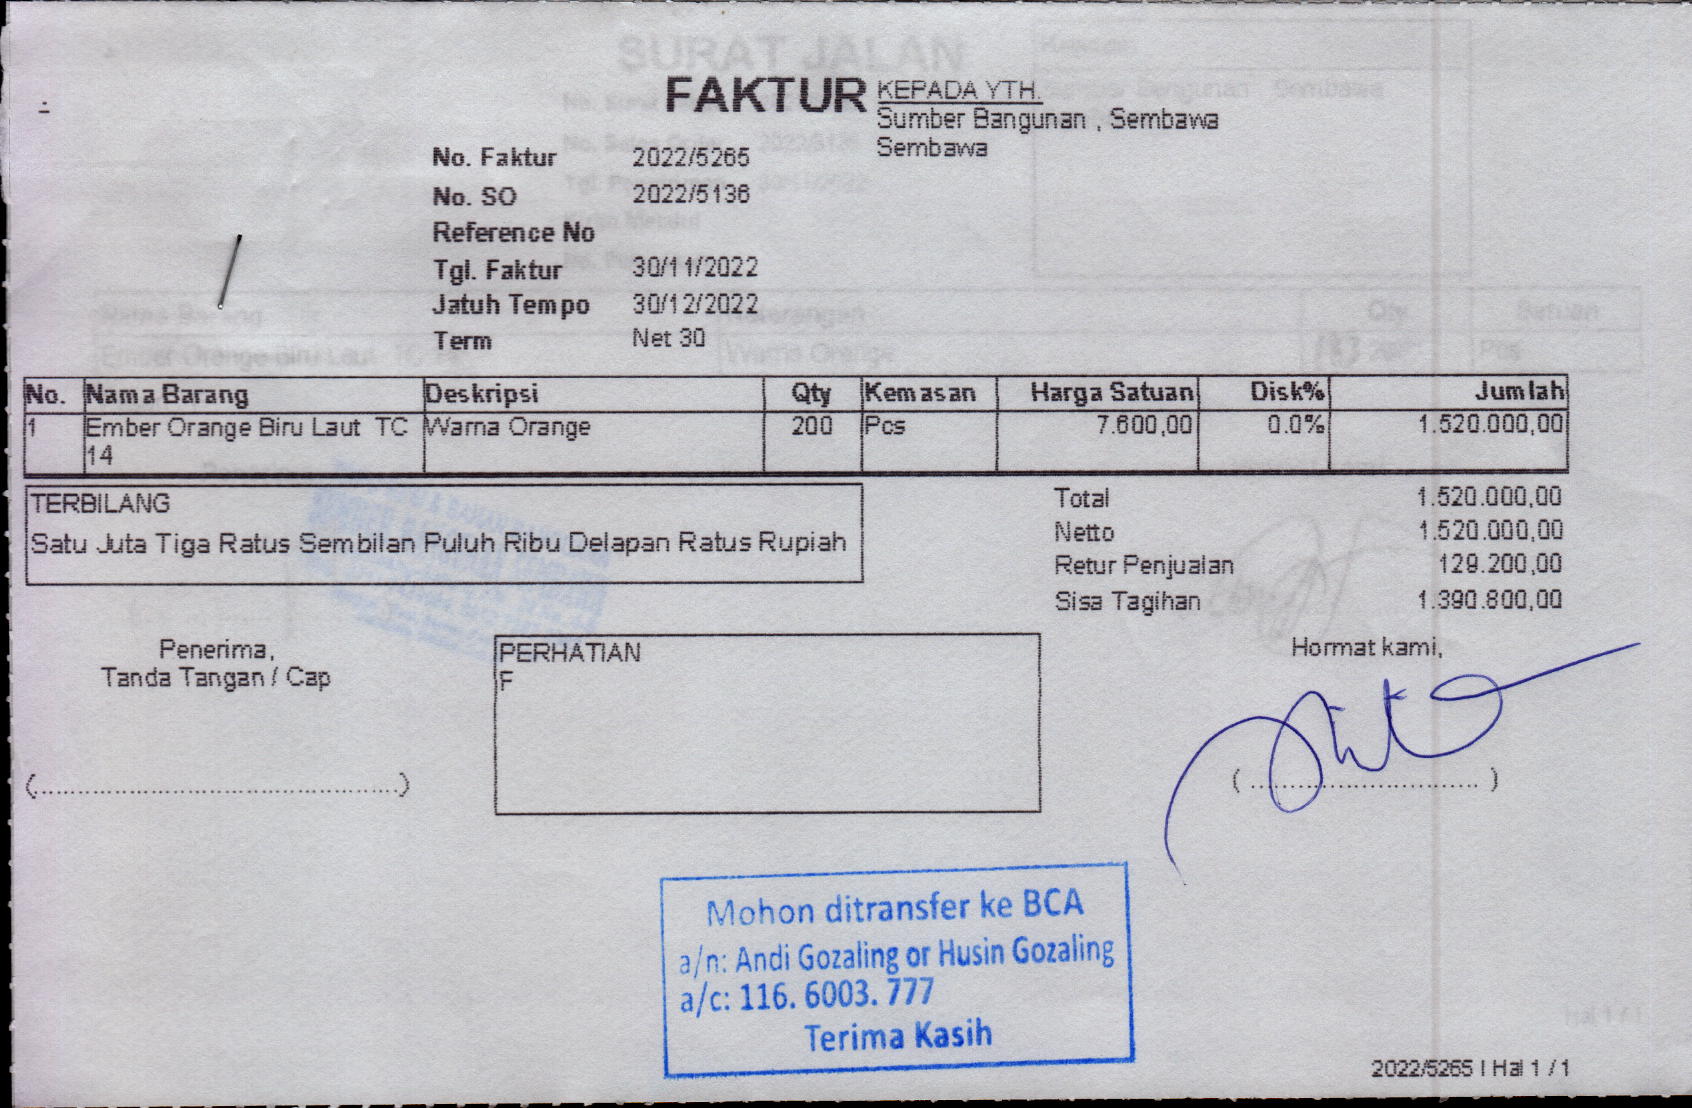 FAKTUR
KEPADA YTH.
Sumber Bangunan , Sembawa
Sembawa
No. Faktur 2022/5265
No. SO 2022/5136
Reference No
Tgl. Faktur 30/11/2022
Jatuh Tempo 30/12/2022
Term Net 30
No. Nama Barang Deskripsi Qty Kemasan Harga Satuan Disk% Jumlah
1 Ember Orange Biru Laut TC Warna Orange 200 Pcs 7.600,00 0.0% 1.520.000,00
14
TERBILANG
Satu Juta Tiga Ratus Sembilan Puluh Ribu Delapan Ratus Rupiah
Total 1.520.000,00
Netto 1.520.000,00
Retur Penjualan 129.200,00
Sisa Tagihan 1.390.800,00
Penerima,
Tanda Tangan / Cap
(..................................................)
PERHATIAN
F
Hormat kami,
( ............................... )
Mohon ditransfer ke BCA
a/n: Andi Gozaling or Husin Gozaling
a/c: 116. 6003. 777
Terima Kasih
2022/5265 I Hal 1 / 1